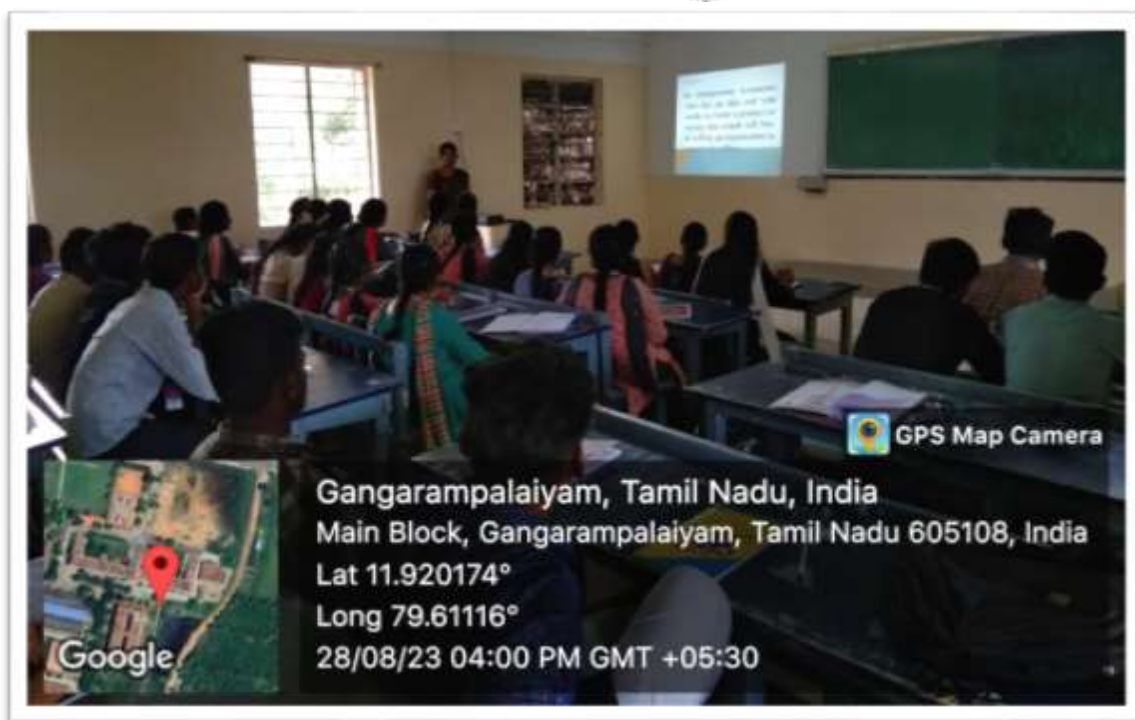 GPS Map Camera
Gangarampalaiyam, Tamil Nadu, India
Main Block, Gangarampalaiyam, Tamil Nadu 605108, India
Lat 11.920174°
Long 79.61116°
28/08/23 04:00 PM GMT +05:30
Google